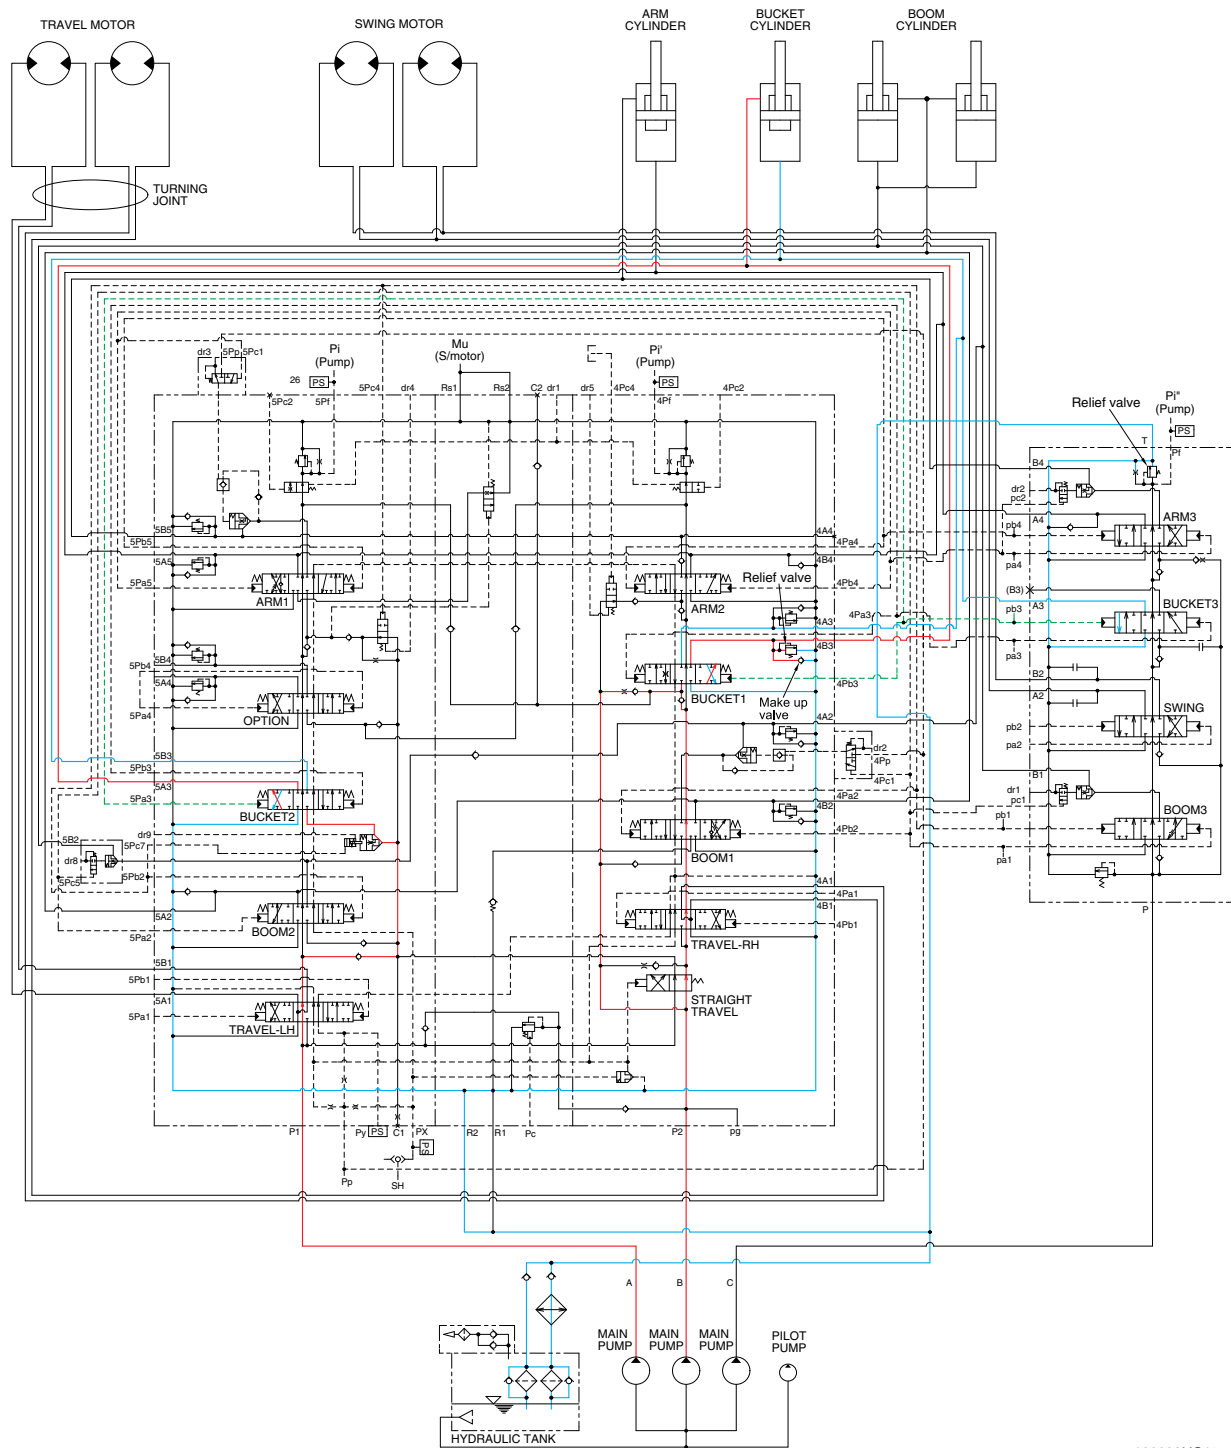 TRAVEL MOTOR
SWING MOTOR
ARM
CYLINDER
BUCKET
CYLINDER
BOOM
CYLINDER
TURNING
JOINT
Pi
(Pump)
Mu
(S/motor)
Pi'
(Pump)
dr3
5Pp
5Pc1
26
PS
PS
5Pc2
5Pf
5Pc4
dr4
Rs1
Rs2
C2
dr1
dr5
4Pc4
4Pf
4Pc2
Relief valve
Pi"
(Pump)
PS
T
Pf
B4
dr2
pc2
A4
pb4
ARM3
pa4
(B3)
A3
pb3
BUCKET3
pa3
B2
A2
SWING
pb2
pa2
B1
dr1
pc1
pb1
BOOM3
pa1
P
5B5
5Pb5
5A5
5Pa5
ARM1
4A4
4Pa4
4B4
Relief valve
4Pb4
ARM2
4Pa3
4A3
4B3
5B4
5Pb4
5A4
5Pa4
OPTION
BUCKET1
4Pb3
Make up
valve
4A2
dr2
4Pp
4Pc1
5B3
5Pb3
5A3
5Pa3
BUCKET2
4Pa2
4B2
4Pb2
BOOM1
dr9
5B2
5Pc7
dr8
5Pc5
5Pb2
5A2
5Pa2
BOOM2
4A1
4Pa1
4B1
4Pb1
TRAVEL-RH
5B1
5Pb1
5A1
5Pa1
TRAVEL-LH
STRAIGHT
TRAVEL
P1
Py
PS
C1
PX
PS
R2
R1
Pc
P2
pg
Pp
SH
A
B
C
MAIN
PUMP
MAIN
PUMP
MAIN
PUMP
PILOT
PUMP
HYDRAULIC TANK